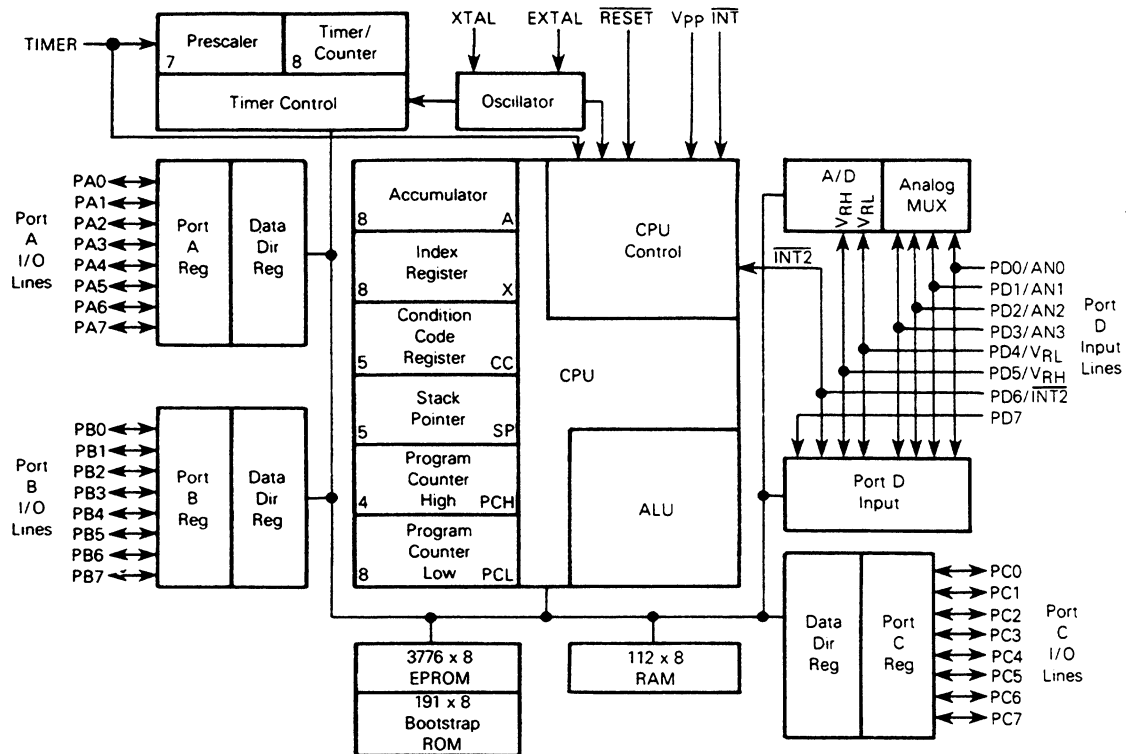 XTAL
EXTAL
RESET
VPP
INT
TIMER
Prescaler
7
Timer/
Counter
8
Timer Control
Oscillator
Port
A
I/O
Lines
PA0
PA1
PA2
PA3
PA4
PA5
PA6
PA7
Port
A
Reg
Data
Dir
Reg
Accumulator
8
A
Index
Register
8
X
Condition
Code
Register
5
CC
Stack
Pointer
5
SP
Program
Counter
High
4
PCH
Program
Counter
Low
8
PCL
CPU
Control
CPU
ALU
INT2
A/D
VRH
VRL
Analog
MUX
PD0/AN0
PD1/AN1
PD2/AN2
PD3/AN3
PD4/VRL
PD5/VRH
PD6/INT2
PD7
Port
D
Input
Lines
Port D
Input
Port
B
I/O
Lines
PB0
PB1
PB2
PB3
PB4
PB5
PB6
PB7
Port
B
Reg
Data
Dir
Reg
3776 x 8
EPROM
191 x 8
Bootstrap
ROM
112 x 8
RAM
Data
Dir
Reg
Port
C
Reg
PC0
PC1
PC2
PC3
PC4
PC5
PC6
PC7
Port
C
I/O
Lines